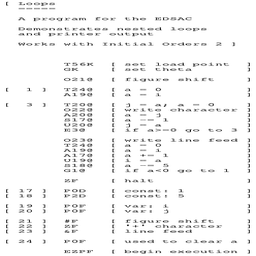 [ Loops
-----
A program for the EDSAC
Demonstrates nested loops
and printer output
Works with Initial Orders 2 ]
T56K [ set load point ]
GK [ set theta ]
O21@ [ figure shift ]
[ 1 ] T24@ [ a = 0 ]
A19@ [ a = i ]
[ 3 ] T20@ [ j = a; a = 0 ]
O22@ [ write character ]
A20@ [ a = j ]
S17@ [ a -= 1 ]
U20@ [ j = a ]
E3@ [ if a>=0 go to 3 ]
O23@ [ write line feed ]
T24@ [ a = 0 ]
A19@ [ a = i ]
A17@ [ a += 1 ]
U19@ [ i = a ]
S18@ [ a -= 5 ]
G1@ [ if a<0 go to 1 ]
ZF [ halt ]
[ 17 ] P0D [ const: 1 ]
[ 18 ] P2D [ const: 5 ]
[ 19 ] P0F [ var: i ]
[ 20 ] P0F [ var: j ]
[ 21 ] #F [ figure shift ]
[ 22 ] ZF [ '+' character ]
[ 23 ] &F [ line feed ]
[ 24 ] P0F [ used to clear a ]
EZPF [ begin execution ]